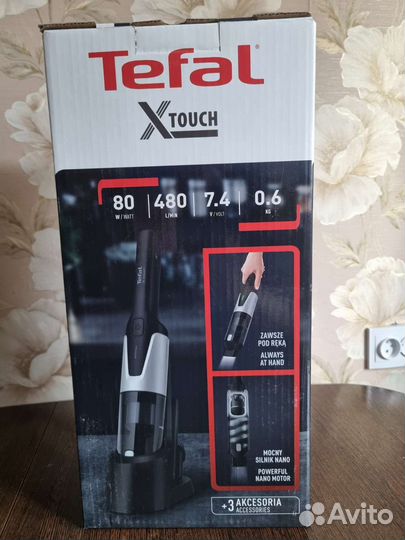 Tefal
X TOUCH
80 480 7.4 0.6
W/WATT L/MIN V/VOLT KG
Tefal
ZAWSZE
POD RĘKĄ
ALWAYS
AT HAND
MOCNY
SILNIK NANO
POWERFUL
NANO MOTOR
+3 AKCESORIA
ACCESSORIES
Avito